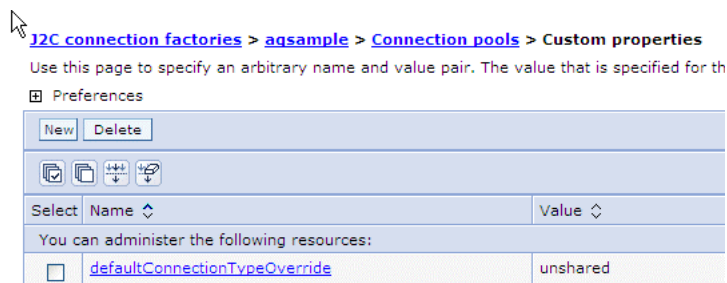 J2C connection factories > aqsample > Connection pools > Custom properties
Use this page to specify an arbitrary name and value pair. The value that is specified for th
Preferences
New Delete
Select Name Value
You can administer the following resources:
defaultConnectionTypeOverride unshared